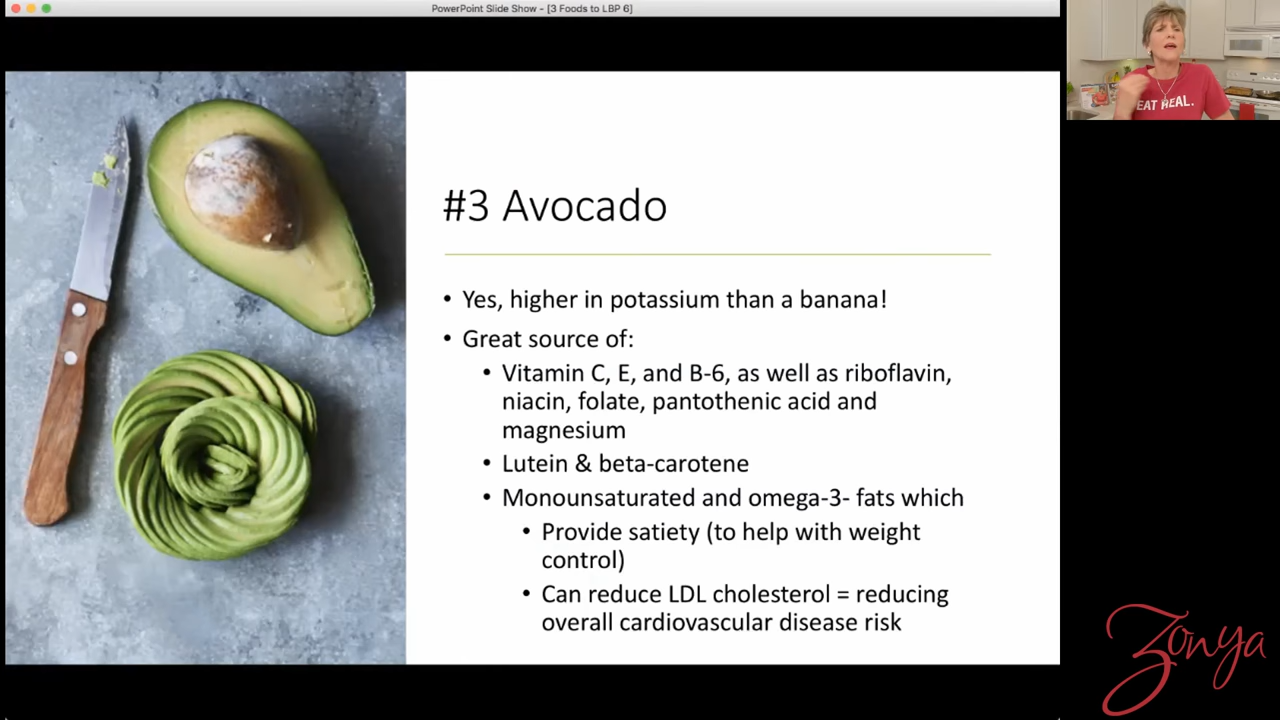 PowerPoint Slide Show - [3 Foods to LBP 6]
EAT REAL.
#3 Avocado
• Yes, higher in potassium than a banana!
• Great source of:
• Vitamin C, E, and B-6, as well as riboflavin,
niacin, folate, pantothenic acid and
magnesium
• Lutein & beta-carotene
• Monounsaturated and omega-3- fats which
• Provide satiety (to help with weight
control)
• Can reduce LDL cholesterol = reducing
overall cardiovascular disease risk
Zonya